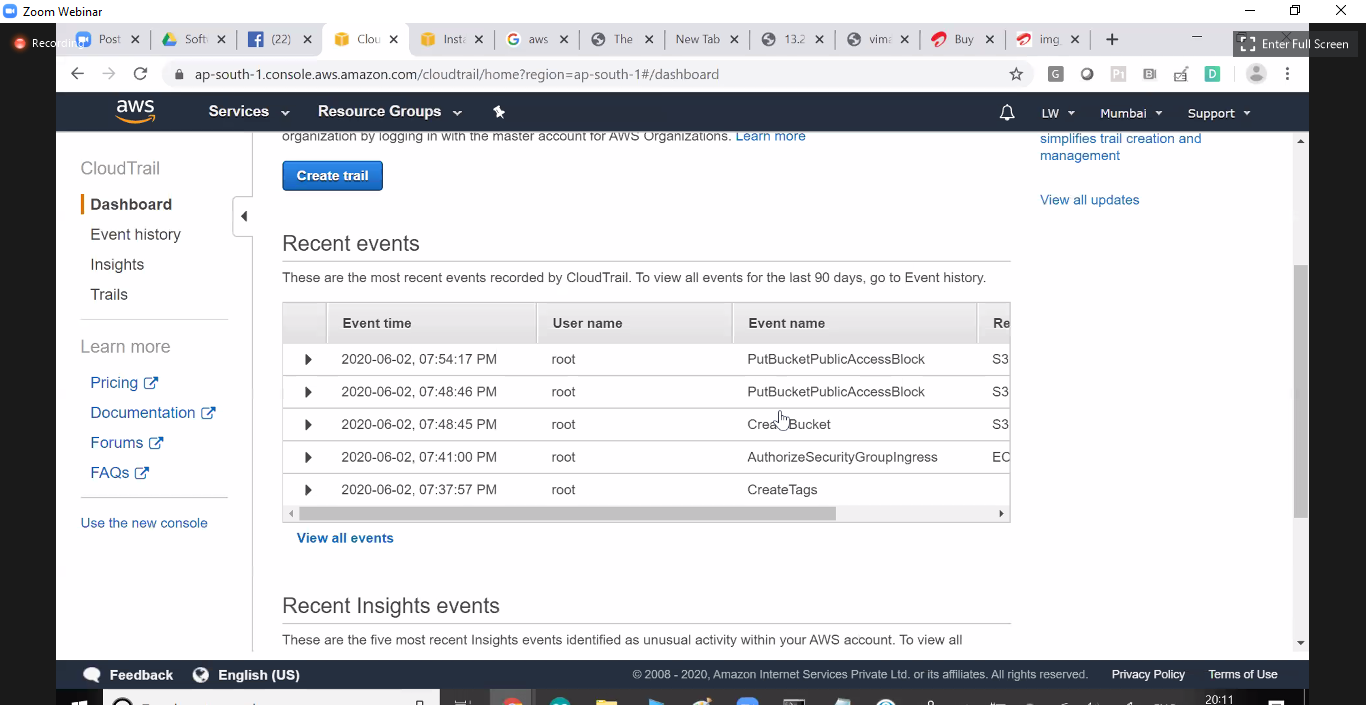 Zoom Webinar
Recording
Post
Soft
(22)
Clou
Insta
aws
The
New Tab
13.2
vima
Buy
img
Enter Full Screen
ap-south-1.console.aws.amazon.com/cloudtrail/home?region=ap-south-1#/dashboard
aws
Services
Resource Groups
LW
Mumbai
Support
organization by logging in with the master account for AWS Organizations. Learn more
simplifies trail creation and
management
View all updates
CloudTrail
Dashboard
Event history
Insights
Trails
Learn more
Pricing
Documentation
Forums
FAQs
Use the new console
Create trail
Recent events
These are the most recent events recorded by CloudTrail. To view all events for the last 90 days, go to Event history.
Event time User name Event name Re
2020-06-02, 07:54:17 PM root PutBucketPublicAccessBlock S3
2020-06-02, 07:48:46 PM root PutBucketPublicAccessBlock S3
2020-06-02, 07:48:45 PM root CreateBucket S3
2020-06-02, 07:41:00 PM root AuthorizeSecurityGroupIngress EC
2020-06-02, 07:37:57 PM root CreateTags
View all events
Recent Insights events
These are the five most recent Insights events identified as unusual activity within your AWS account. To view all
Feedback
English (US)
© 2008 - 2020, Amazon Internet Services Private Ltd. or its affiliates. All rights reserved.
Privacy Policy
Terms of Use
20:11